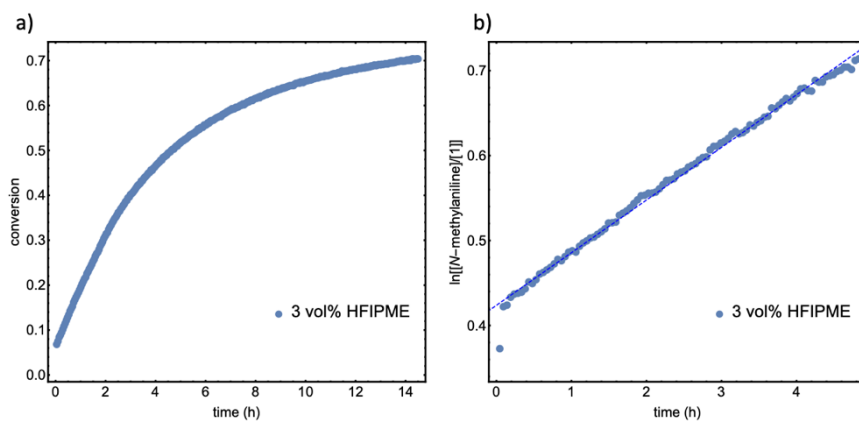 a)
0.7
0.6
0.5
0.4
0.3
0.2
0.1
0.0
conversion
3 vol% HFIPME
0 2 4 6 8 10 12 14
time (h)
b)
0.7
0.6
0.5
0.4
ln[[N-methylaniline]/[1]]
3 vol% HFIPME
0 1 2 3 4
time (h)